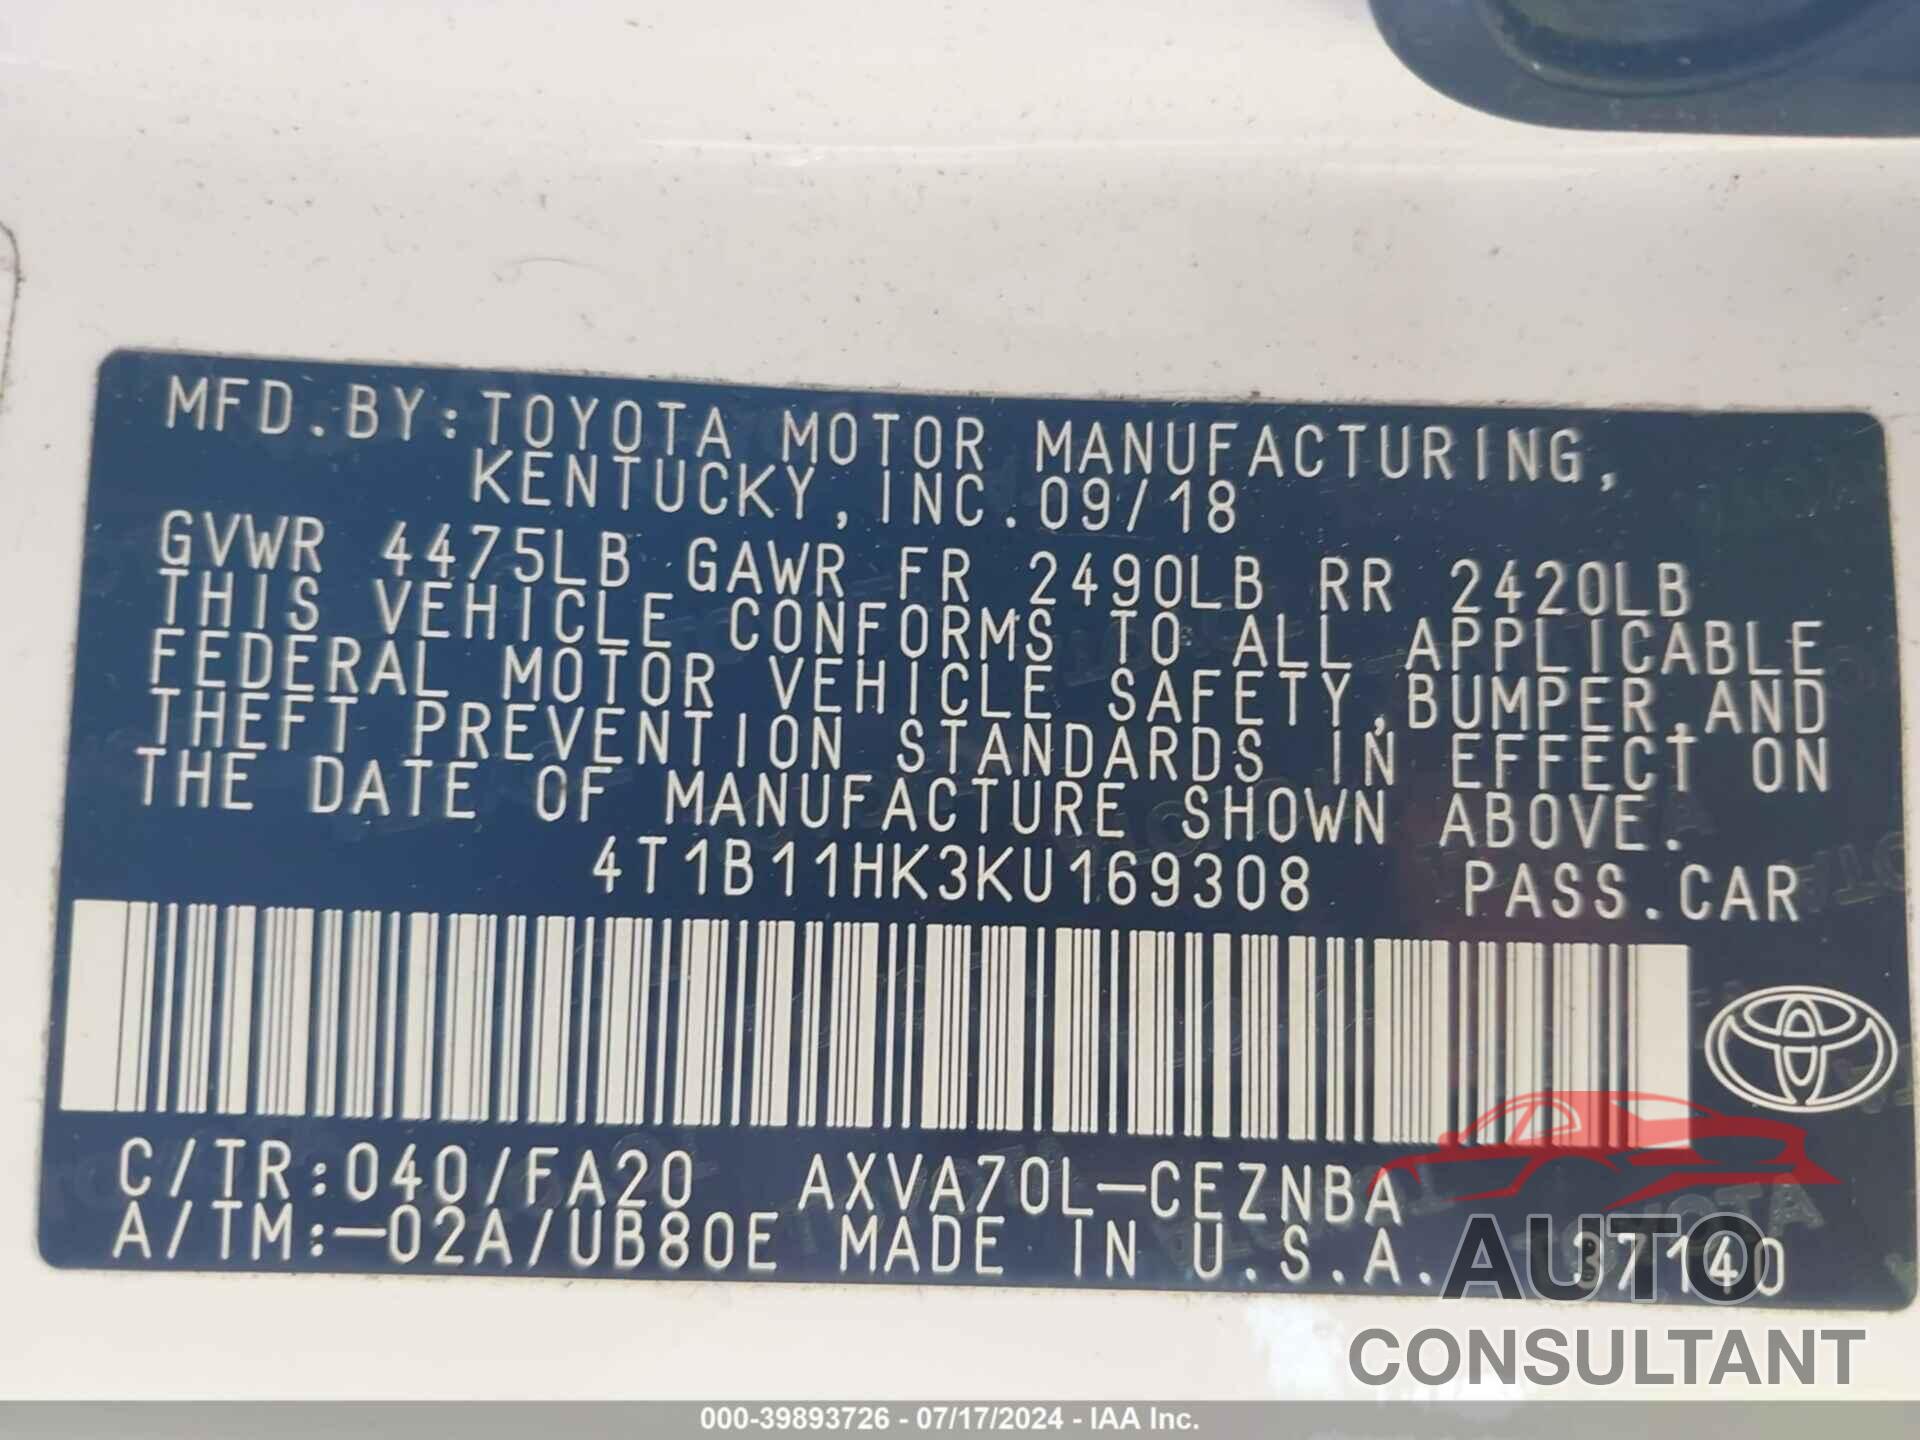 MFD.BY:TOYOTA MOTOR MANUFACTURING,
KENTUCKY,INC.09/18
GVWR 4475LB GAWR FR 2490LB RR 2420LB
THIS VEHICLE CONFORMS TO ALL APPLICABLE
FEDERAL MOTOR VEHICLE SAFETY,BUMPER,AND
THEFT PREVENTION STANDARDS IN EFFECT ON
THE DATE OF MANUFACTURE SHOWN ABOVE.
4T1B11HK3KU169308 PASS.CAR
C/TR:040/FA20 AXVA70L-CEZNBA
A/TM:-02A/UB80E MADE IN U.S.A. 37140
AUTO
CONSULTANT
000-39893726 - 07/17/2024 - IAA Inc.